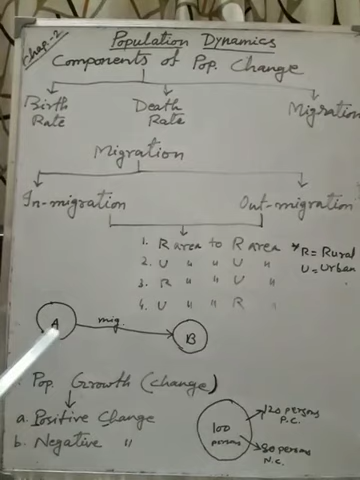 Chap-2
Population Dynamics
Components of Pop. Change
Birth Rate
Death Rate
Migration
Migration
In-migration
Out-migration
1. R area to R area
2. U " " U "
3. R " " U "
4. U " " R "
* R = Rural
U = Urban
A
mig.
B
Pop. Growth (change)
a. Positive Change
b. Negative "
100 persons
120 persons
P.C.
80 persons
N.C.